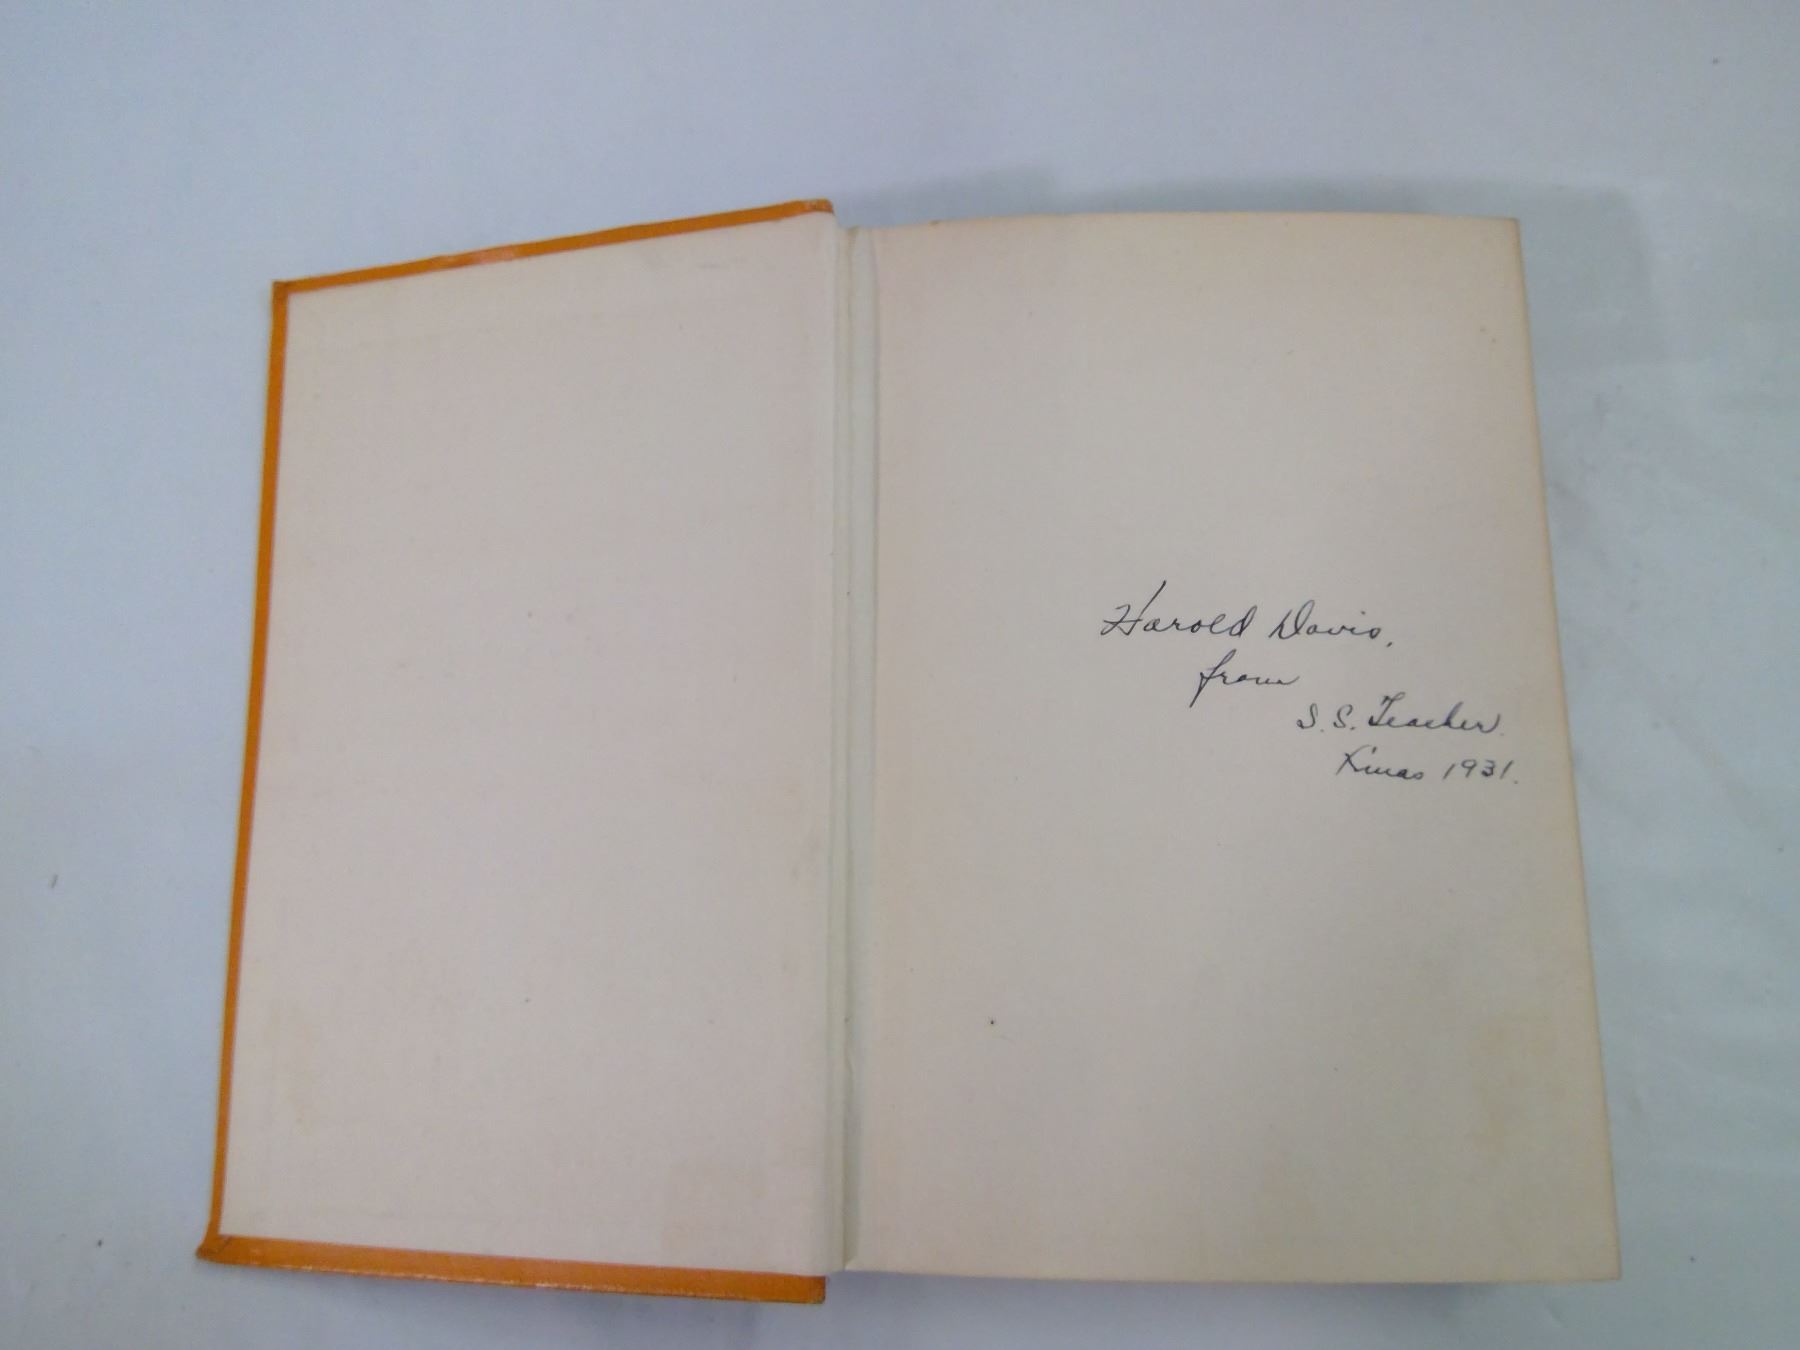 Harold Davis,
from
S.S. Teacher.
Xmas 1931.